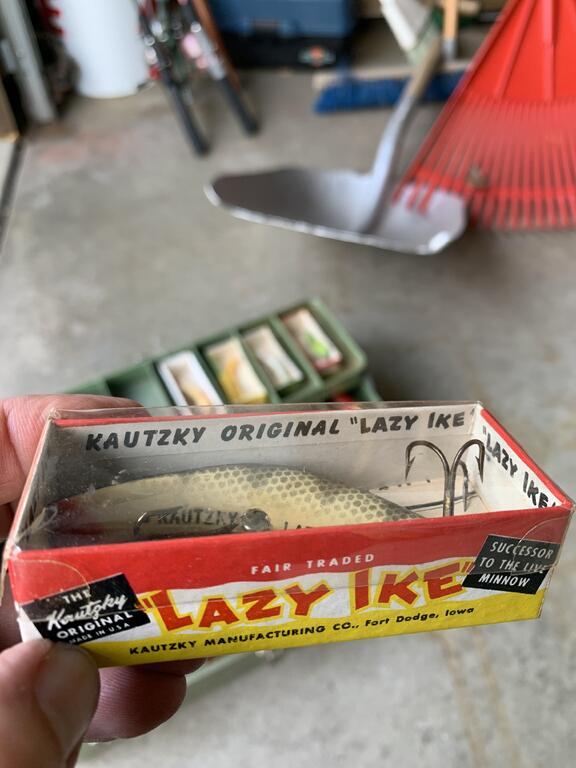 KAUTZKY ORIGINAL "LAZY IKE
"LAZY IKE"
KAUTZKY
LAZ
FAIR TRADED
THE
Kautzky
ORIGINAL
MADE IN U.S.A.
"LAZY IKE"
SUCCESSOR
TO THE LIVE
MINNOW
KAUTZKY MANUFACTURING CO., Fort Dodge, Iowa